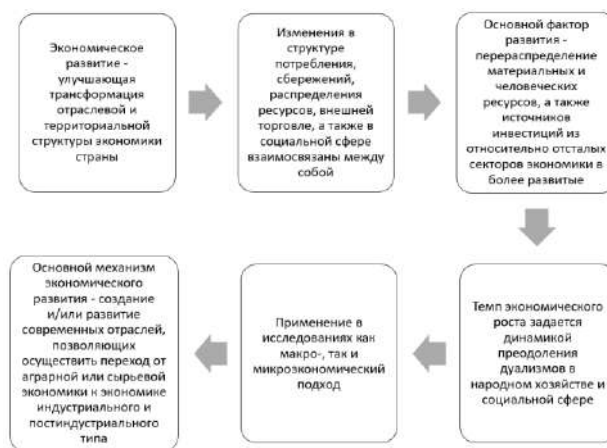 Экономическое
развитие -
улучшающая
трансформация
отраслевой и
территориальной
структуры экономики
страны
Изменения в
структуре
потребления,
сбережений,
распределения
ресурсов, внешней
торговле, а также в
социальной сфере
взаимосвязаны между
собой
Основной фактор
развития -
перераспределение
материальных и
человеческих
ресурсов, а также
источников
инвестиций из
относительно отсталых
секторов экономики в
более развитые
Темп экономического
роста задается
динамикой
преодоления
дуализмов в
народном хозяйстве и
социальной сфере
Применение в
исследованиях как
макро-, так и
микроэкономический
подход
Основной механизм
экономического
развития - создание
и/или развитие
современных отраслей,
позволяющих
осуществить переход от
аграрной или сырьевой
экономики к экономике
индустриального и
постиндустриального
типа